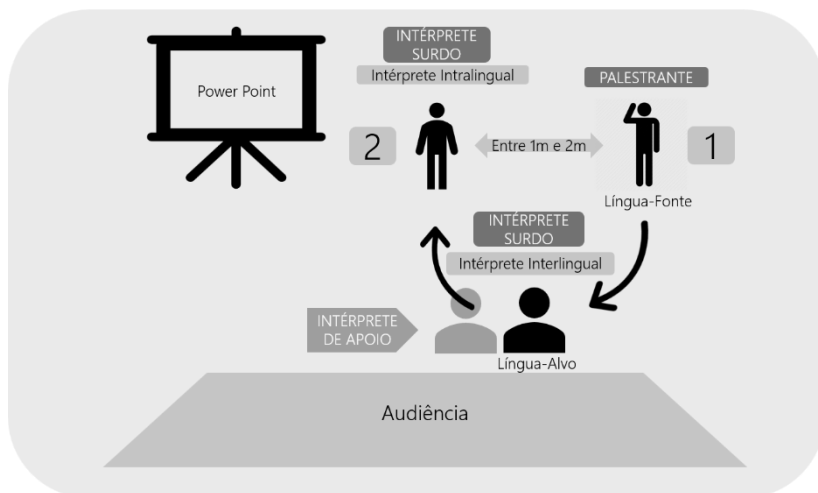 INTÉRPRETE
SURDO
Intérprete Intralingual
PALESTRANTE
Power Point
2
Entre 1m e 2m
1
Língua-Fonte
INTÉRPRETE
SURDO
Intérprete Interlingual
INTÉRPRETE
DE APOIO
Língua-Alvo
Audiência